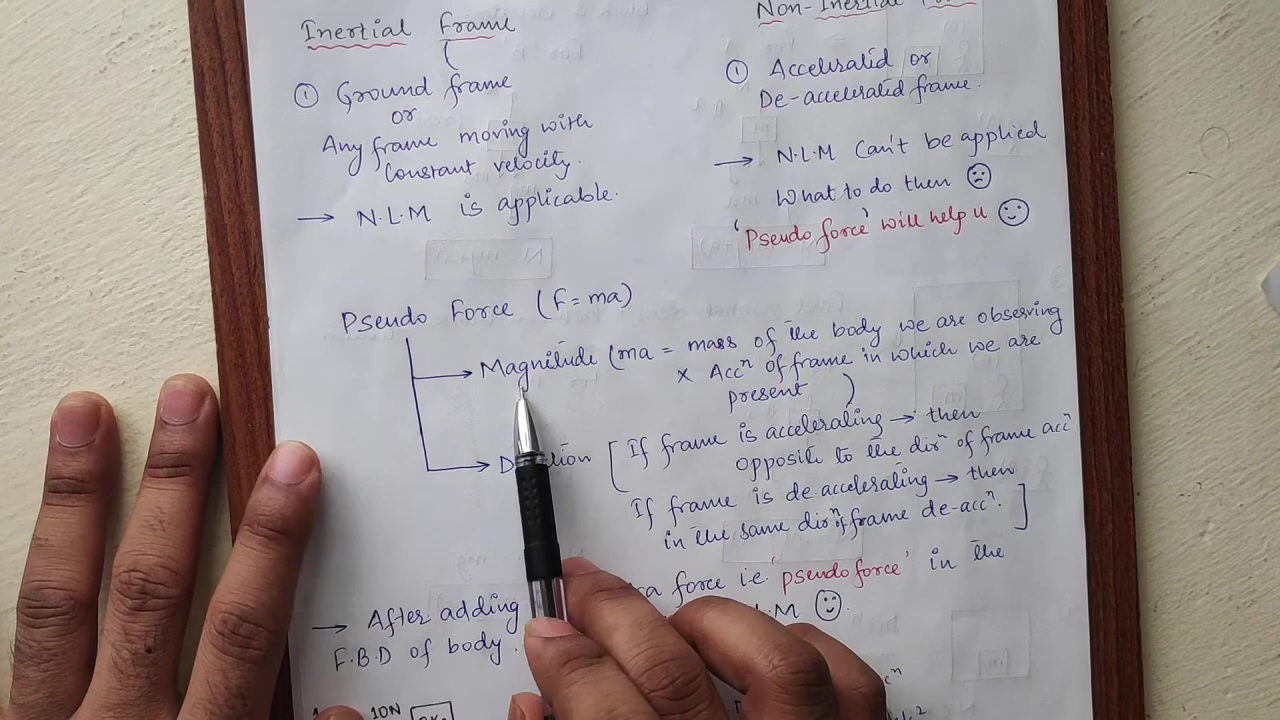 Inertial Frame
① Ground frame
or
Any frame moving with
Constant velocity.
→ N.L.M is applicable.
Non-Inertial
① Accelerated or
De-accelerated frame.
→ N.L.M Can't be applied
What to do then ☹
'Pseudo force' will help u ☺
Pseudo Force (F = ma)
→ Magnitude (ma = mass of the body we are observing
x Accⁿ of frame in which we are
present )
→ [If frame is accelerating → then
opposite to the dirⁿ of frame accⁿ
If frame is de-accelerating → then
in the same dirⁿ of frame de-accⁿ.]
→ After adding force i.e. 'pseudo force' in the
F.B.D of body. ☺.
10N